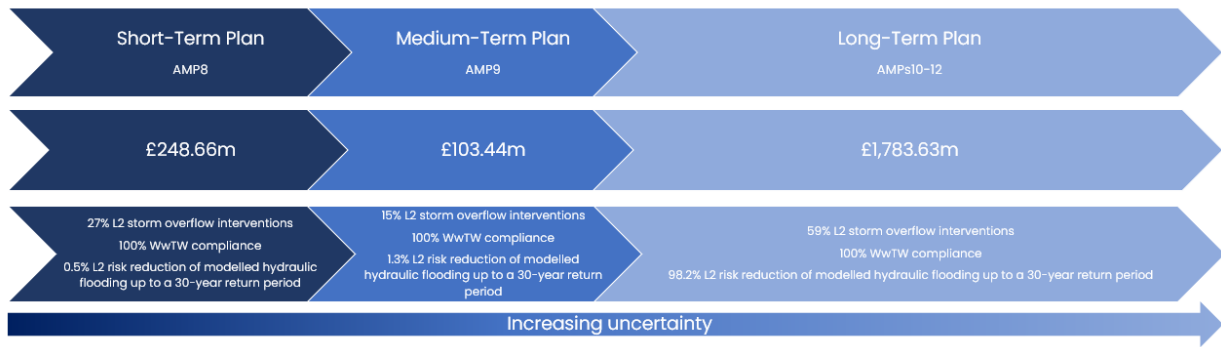 Short-Term Plan
AMP8
Medium-Term Plan
AMP9
Long-Term Plan
AMPs10-12
£248.66m
£103.44m
£1,783.63m
27% L2 storm overflow interventions
100% WwTW compliance
0.5% L2 risk reduction of modelled hydraulic
flooding up to a 30-year return period
15% L2 storm overflow interventions
100% WwTW compliance
1.3% L2 risk reduction of modelled
hydraulic flooding up to a 30-year return
period
59% L2 storm overflow interventions
100% WwTW compliance
98.2% L2 risk reduction of modelled hydraulic flooding up to a 30-year return period
Increasing uncertainty